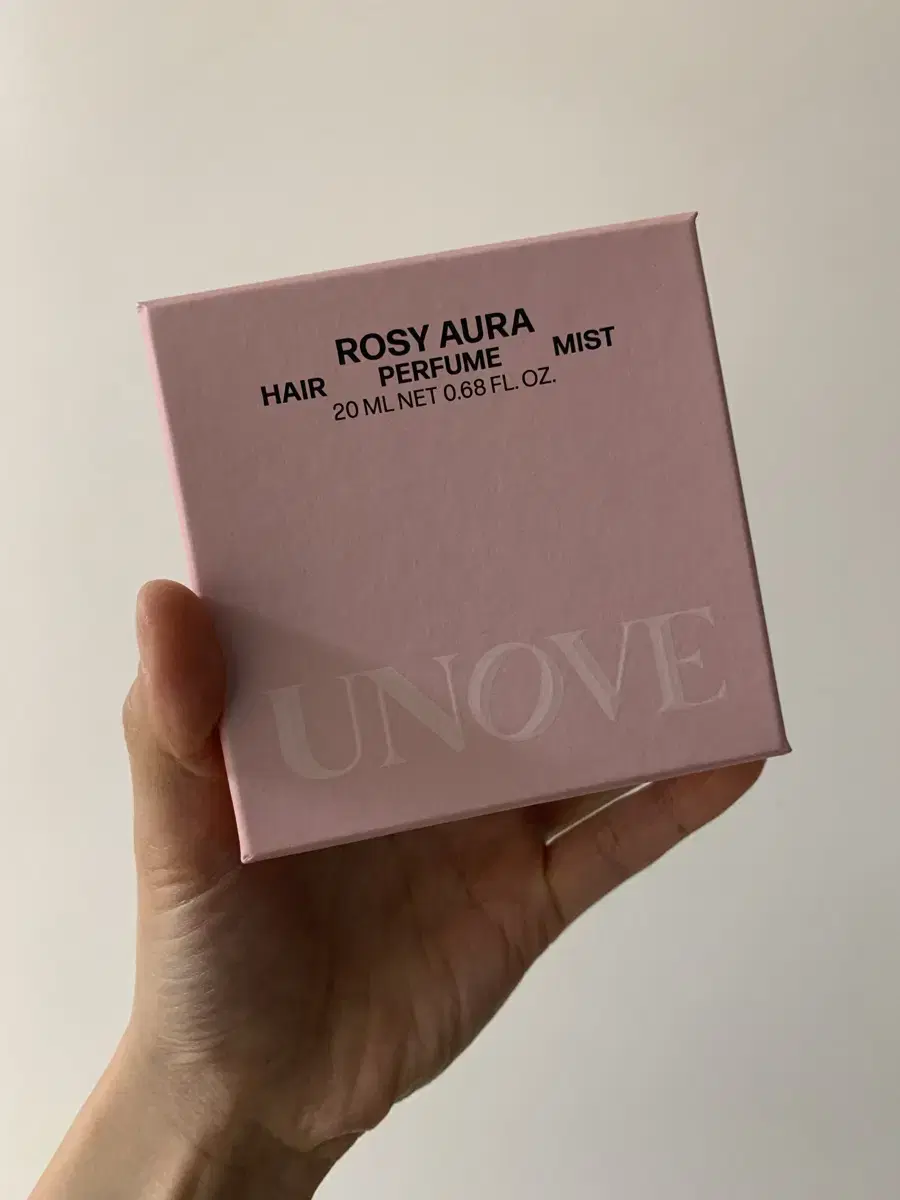 ROSY AURA
HAIR PERFUME MIST
20 ML NET 0.68 FL. OZ.
UNOVE